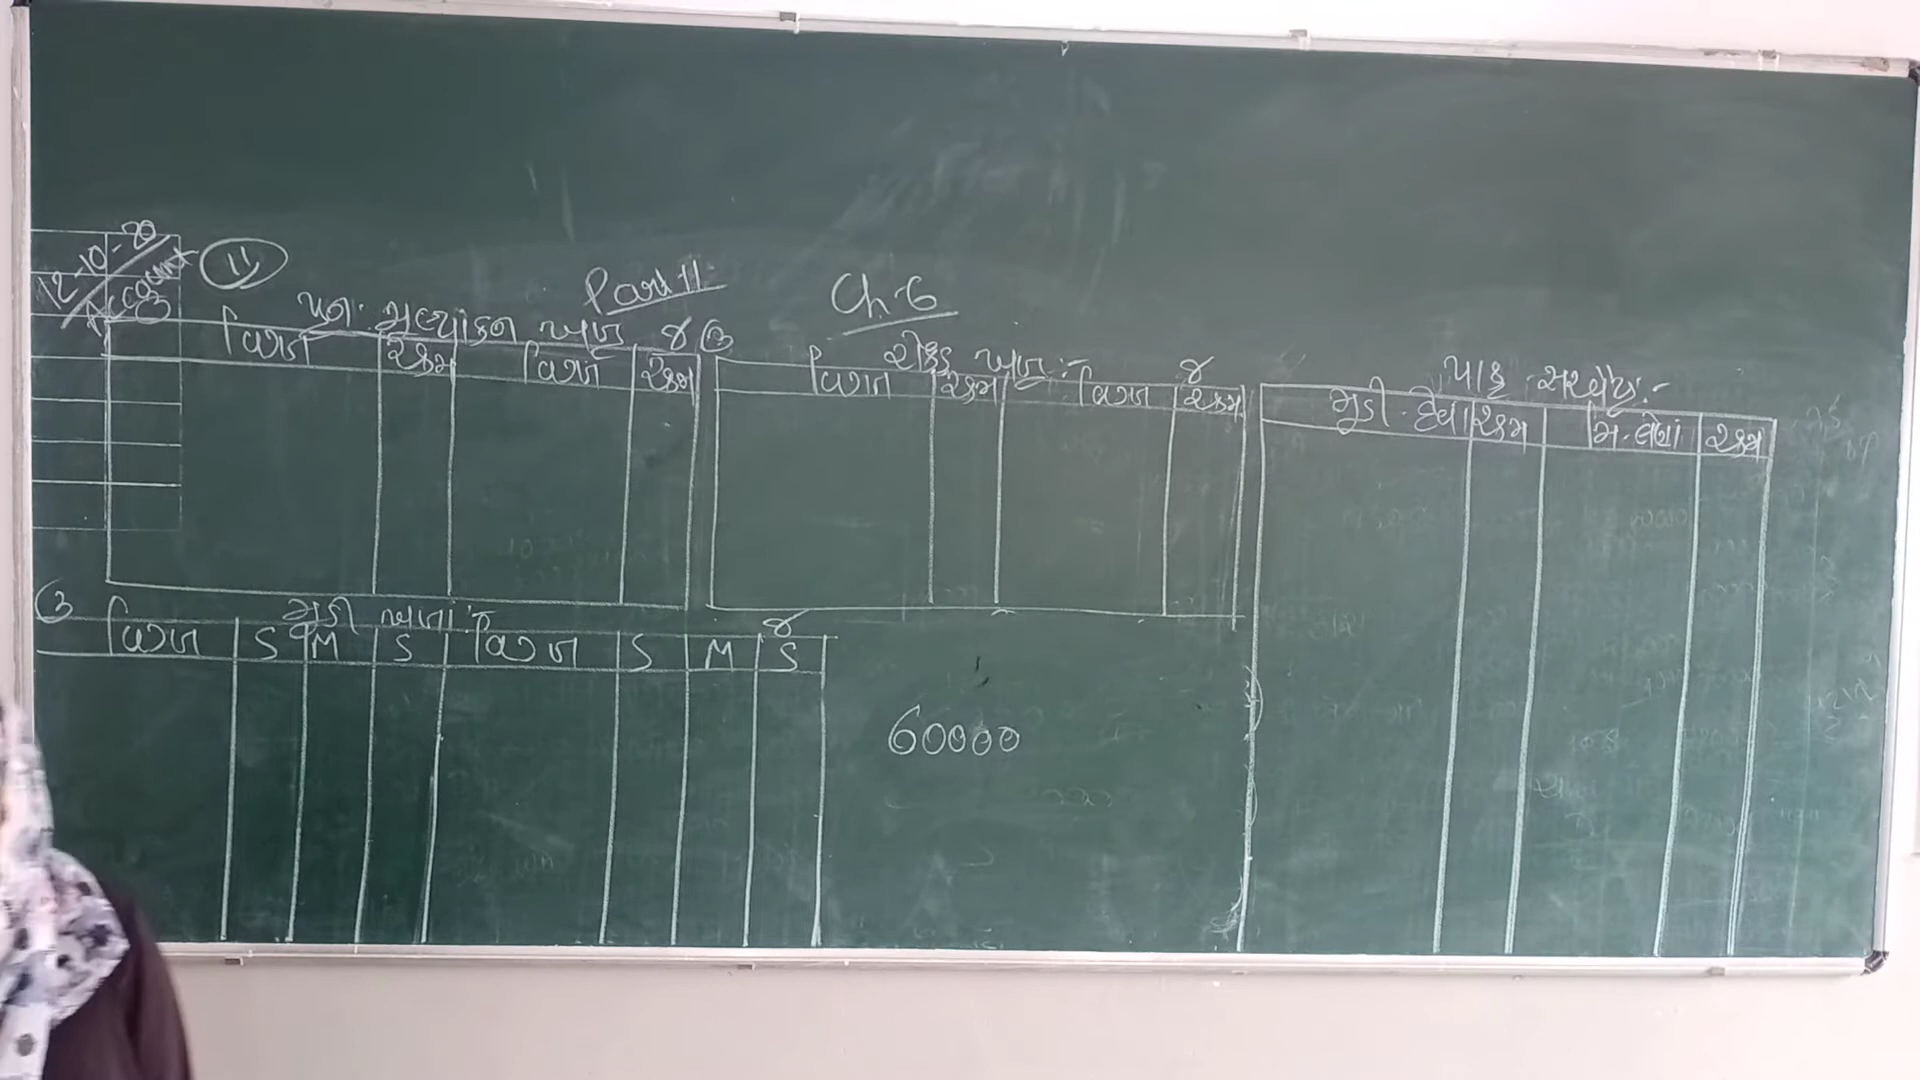 12-10-20
Account
11
Part 11
Ch. 6
પુનઃ મૂલ્યાંકન ખાતુ જ
વિગત રકમ વિગત રકમ
રોકડ ખાતુ :- જ
વિગત રકમ વિગત રકમ
પાકુ સરવૈયુ :-
મુડી-દેવા રકમ મિ-લેણાં રકમ
③ મુડી ખાતાં જ
વિગત S M S વિગત S M S
60000